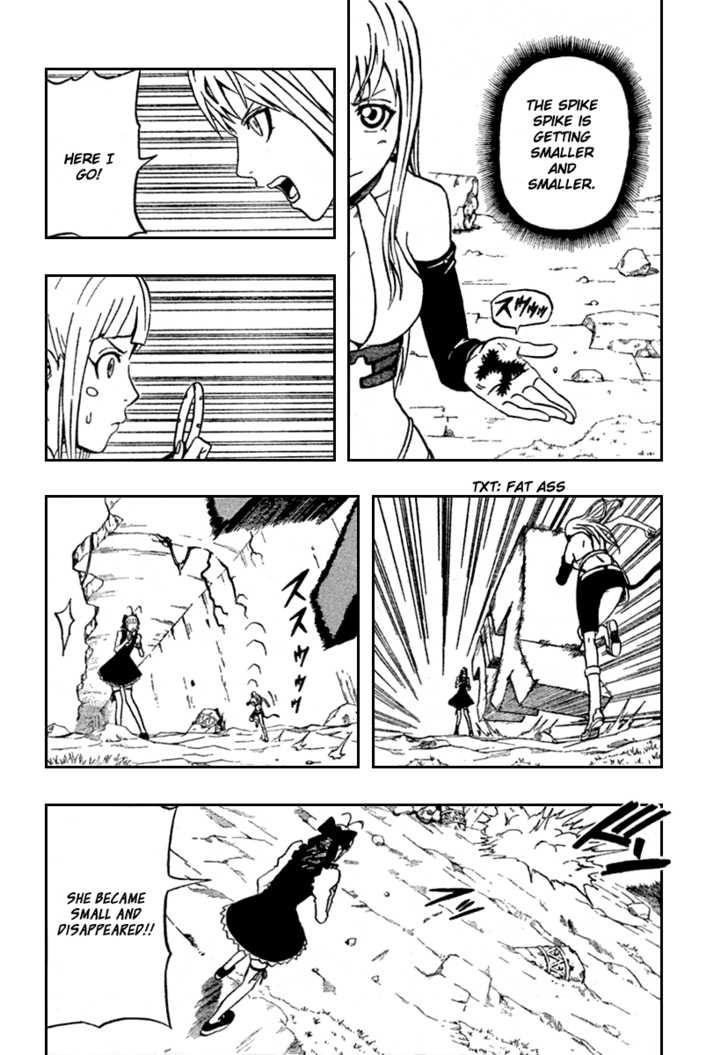 THE SPIKE
SPIKE IS
GETTING
SMALLER
AND
SMALLER.
HERE I
GO!
スゥゥゥ
TXT: FAT ASS
ススゥゥゥ
SHE BECAME
SMALL AND
DISAPPEARED!!